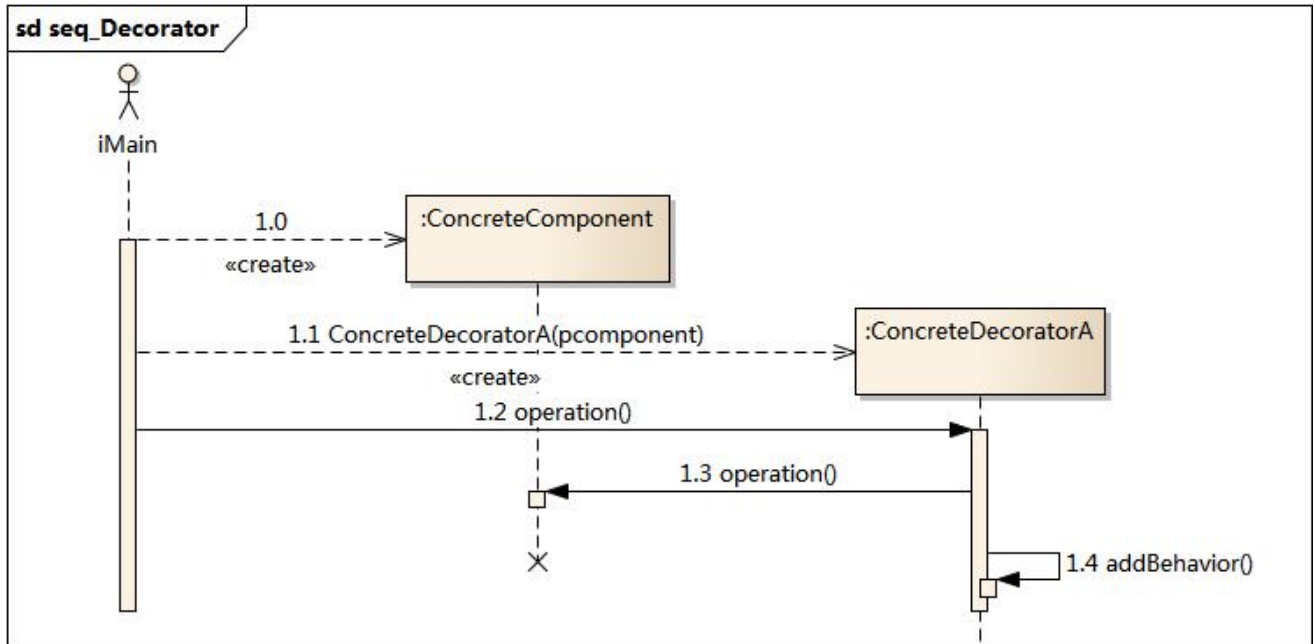 sd seq_Decorator
iMain
:ConcreteComponent
1.0
«create»
:ConcreteDecoratorA
1.1 ConcreteDecoratorA(pcomponent)
«create»
1.2 operation()
1.3 operation()
1.4 addBehavior()